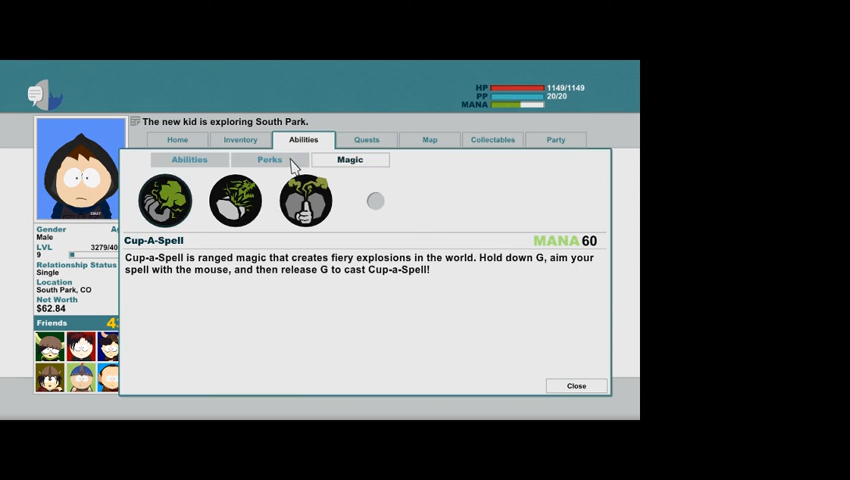 HP 1149/1149
PP 20/20
MANA
The new kid is exploring South Park.
Home Inventory Abilities Quests Map Collectables Party
Abilities Perks Magic
Cup-A-Spell MANA 60
Cup-a-Spell is ranged magic that creates fiery explosions in the world. Hold down G, aim your
spell with the mouse, and then release G to cast Cup-a-Spell!
Gender
Male
LVL
9 3279/40
Relationship Status
Single
Location
South Park, CO
Net Worth
$62.84
Friends
Close